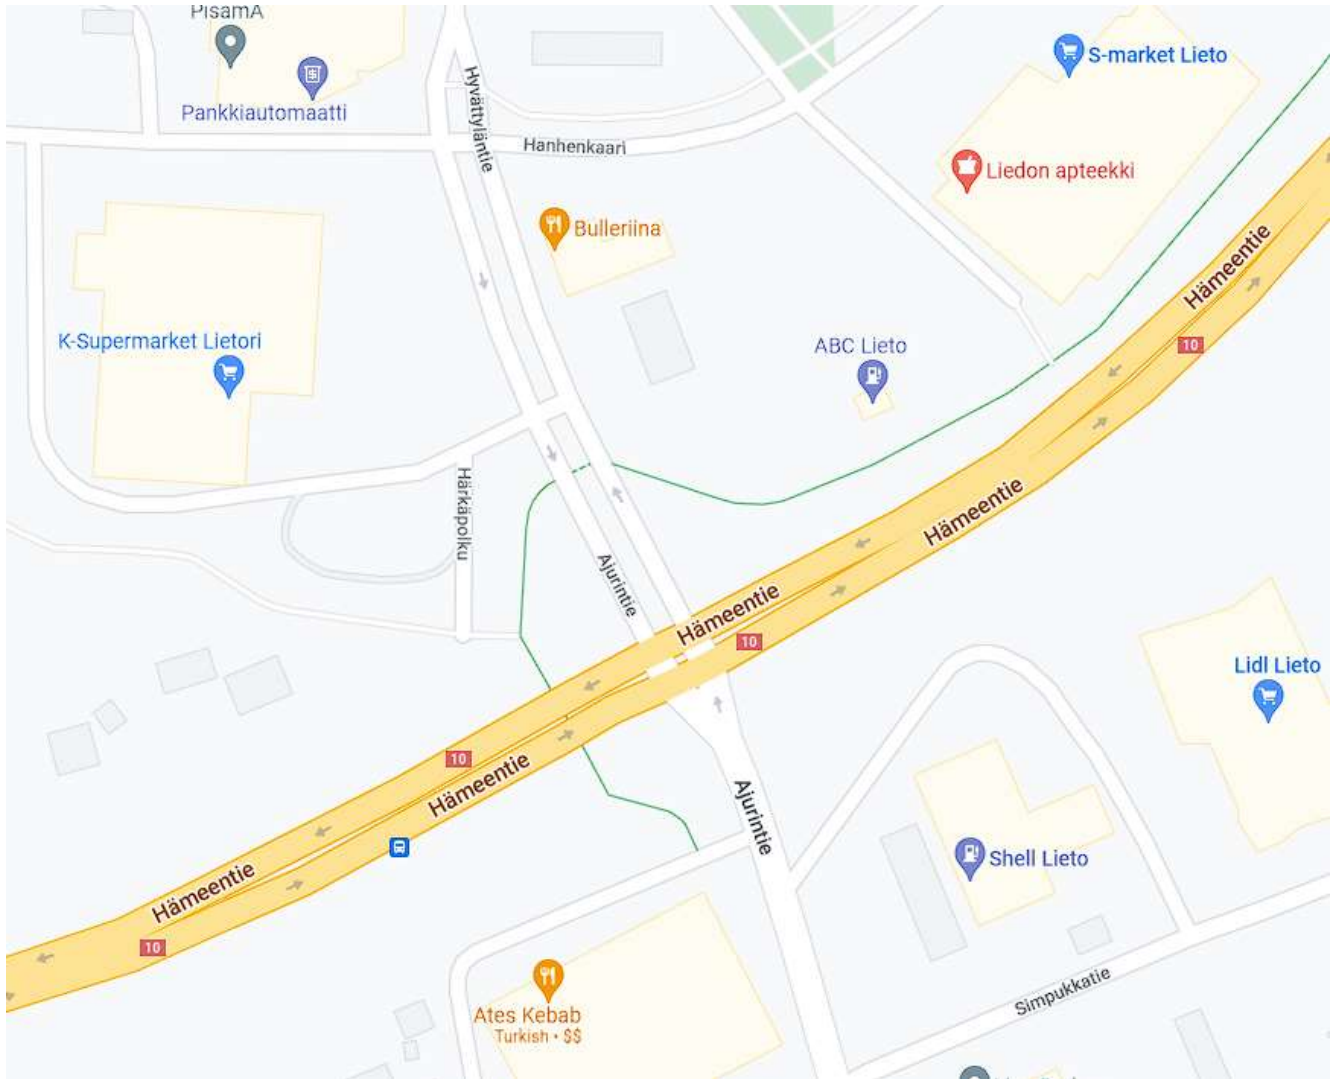 PisamA
Pankkiautomaatti
Hyvättyläntie
Hanhenkaari
S-market Lieto
Liedon apteekki
Bulleriina
Hämeentie
K-Supermarket Lietori
ABC Lieto
10
Härkäpolku
Hämeentie
Ajurintie
Hämeentie
10
Lidl Lieto
10
Hämeentie
Ajurintie
Shell Lieto
Hämeentie
10
Simpukkatie
Ates Kebab
Turkish • $$